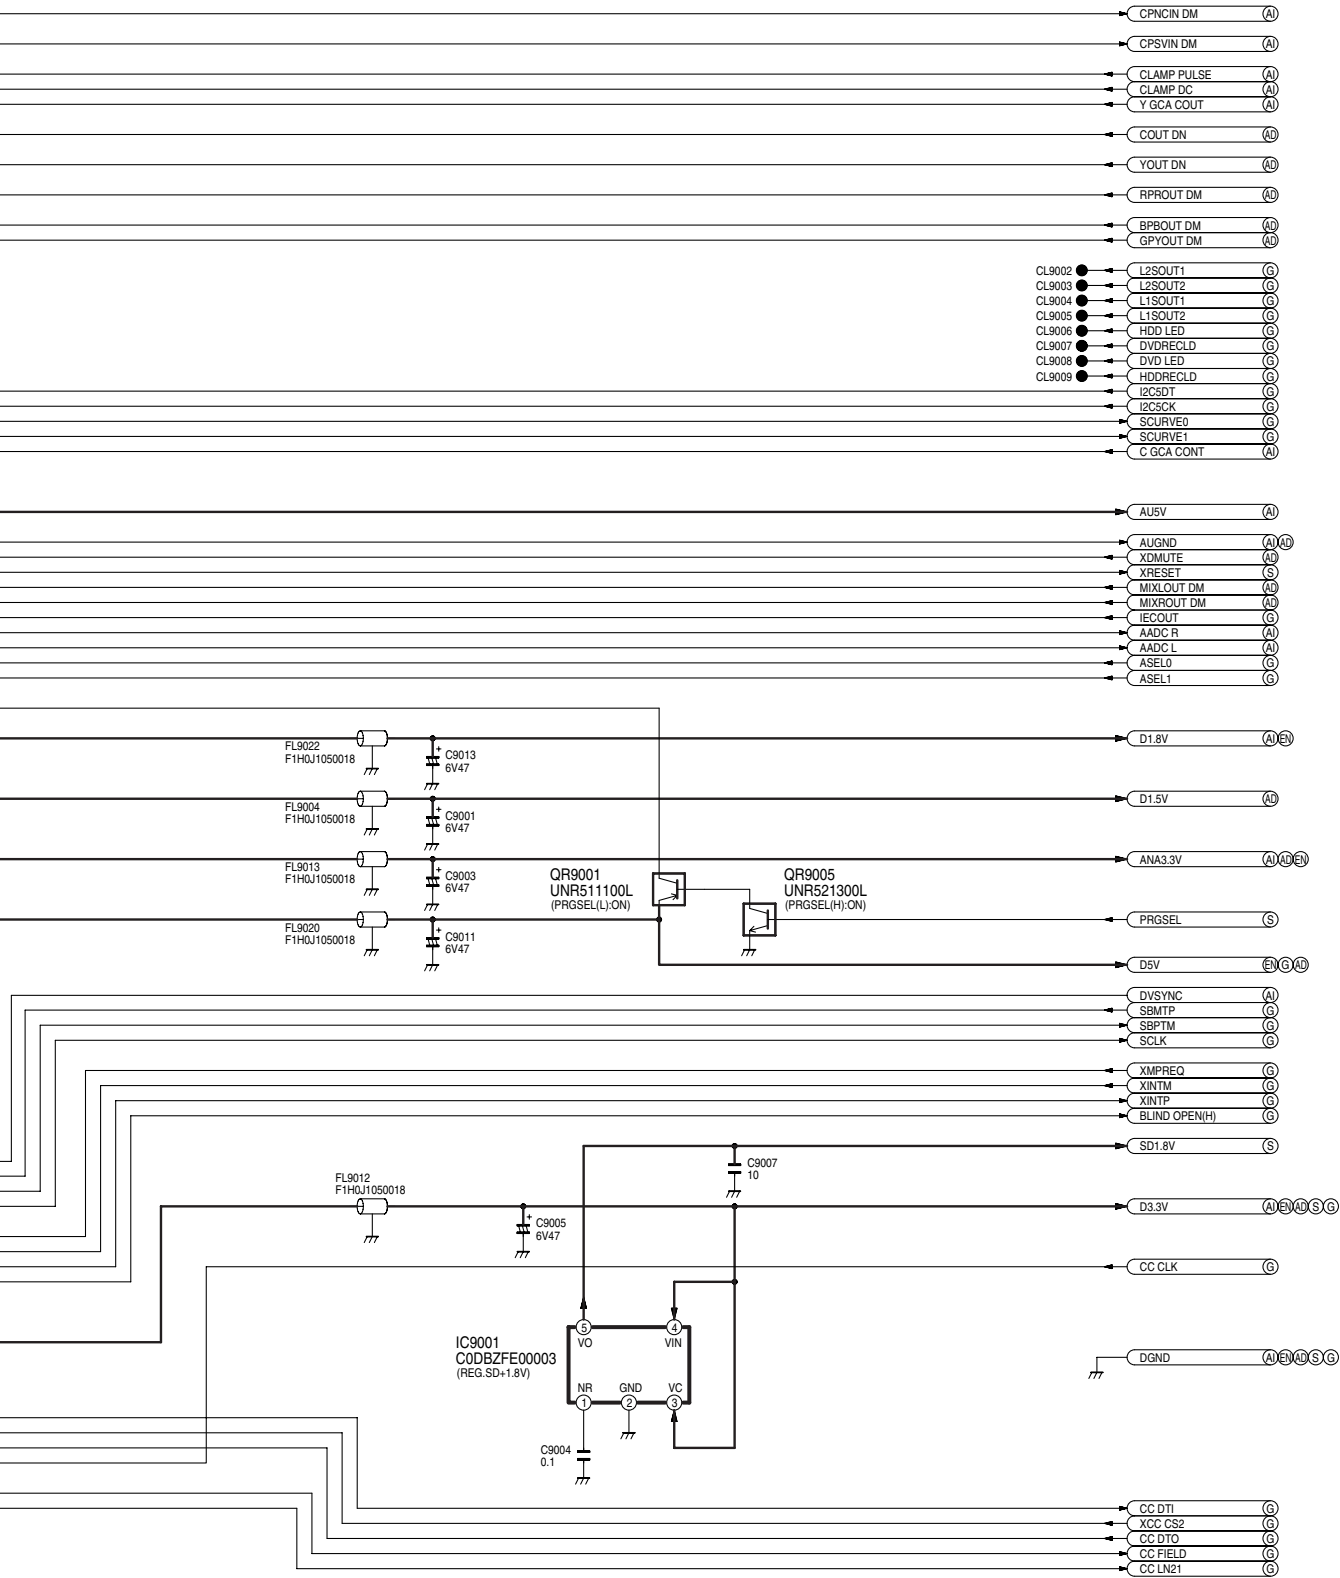 CPNCIN DM AI
CPSVIN DM AI
CLAMP PULSE AI
CLAMP DC AI
Y GCA COUT AI
COUT DN AD
YOUT DN AD
RPROUT DM AD
BPBOUT DM AD
GPYOUT DM AD
CL9002 L2SOUT1 G
CL9003 L2SOUT2 G
CL9004 L1SOUT1 G
CL9005 L1SOUT2 G
CL9006 HDD LED G
CL9007 DVDRECLD G
CL9008 DVD LED G
CL9009 HDDRECLD G
I2C5DT G
I2C5CK G
SCURVE0 G
SCURVE1 G
C GCA CONT AI
AU5V AI
AUGND AI AD
XDMUTE AD
XRESET S
MIXLOUT DM AD
MIXROUT DM AD
IECOUT G
AADC R AI
AADC L AI
ASEL0 G
ASEL1 G
FL9022
F1H0J1050018
+
C9013
6V47
D1.8V AI EN
FL9004
F1H0J1050018
+
C9001
6V47
D1.5V AD
FL9013
F1H0J1050018
+
C9003
6V47
ANA3.3V AI AD EN
QR9001
UNR511100L
(PRGSEL(L):ON)
QR9005
UNR521300L
(PRGSEL(H):ON)
FL9020
F1H0J1050018
+
C9011
6V47
PRGSEL S
D5V EN G AD
DVSYNC AI
SBMTP G
SBPTM G
SCLK G
XMPREQ G
XINTM G
XINTP G
BLIND OPEN(H) G
SD1.8V S
C9007
10
FL9012
F1H0J1050018
+
C9005
6V47
D3.3V AI EN AD S G
CC CLK G
IC9001
C0DBZFE00003
(REG.SD+1.8V)
5 4
VO VIN
NR GND VC
1 2 3
DGND AI EN AD S G
C9004
0.1
CC DTI G
XCC CS2 G
CC DTO G
CC FIELD G
CC LN21 G